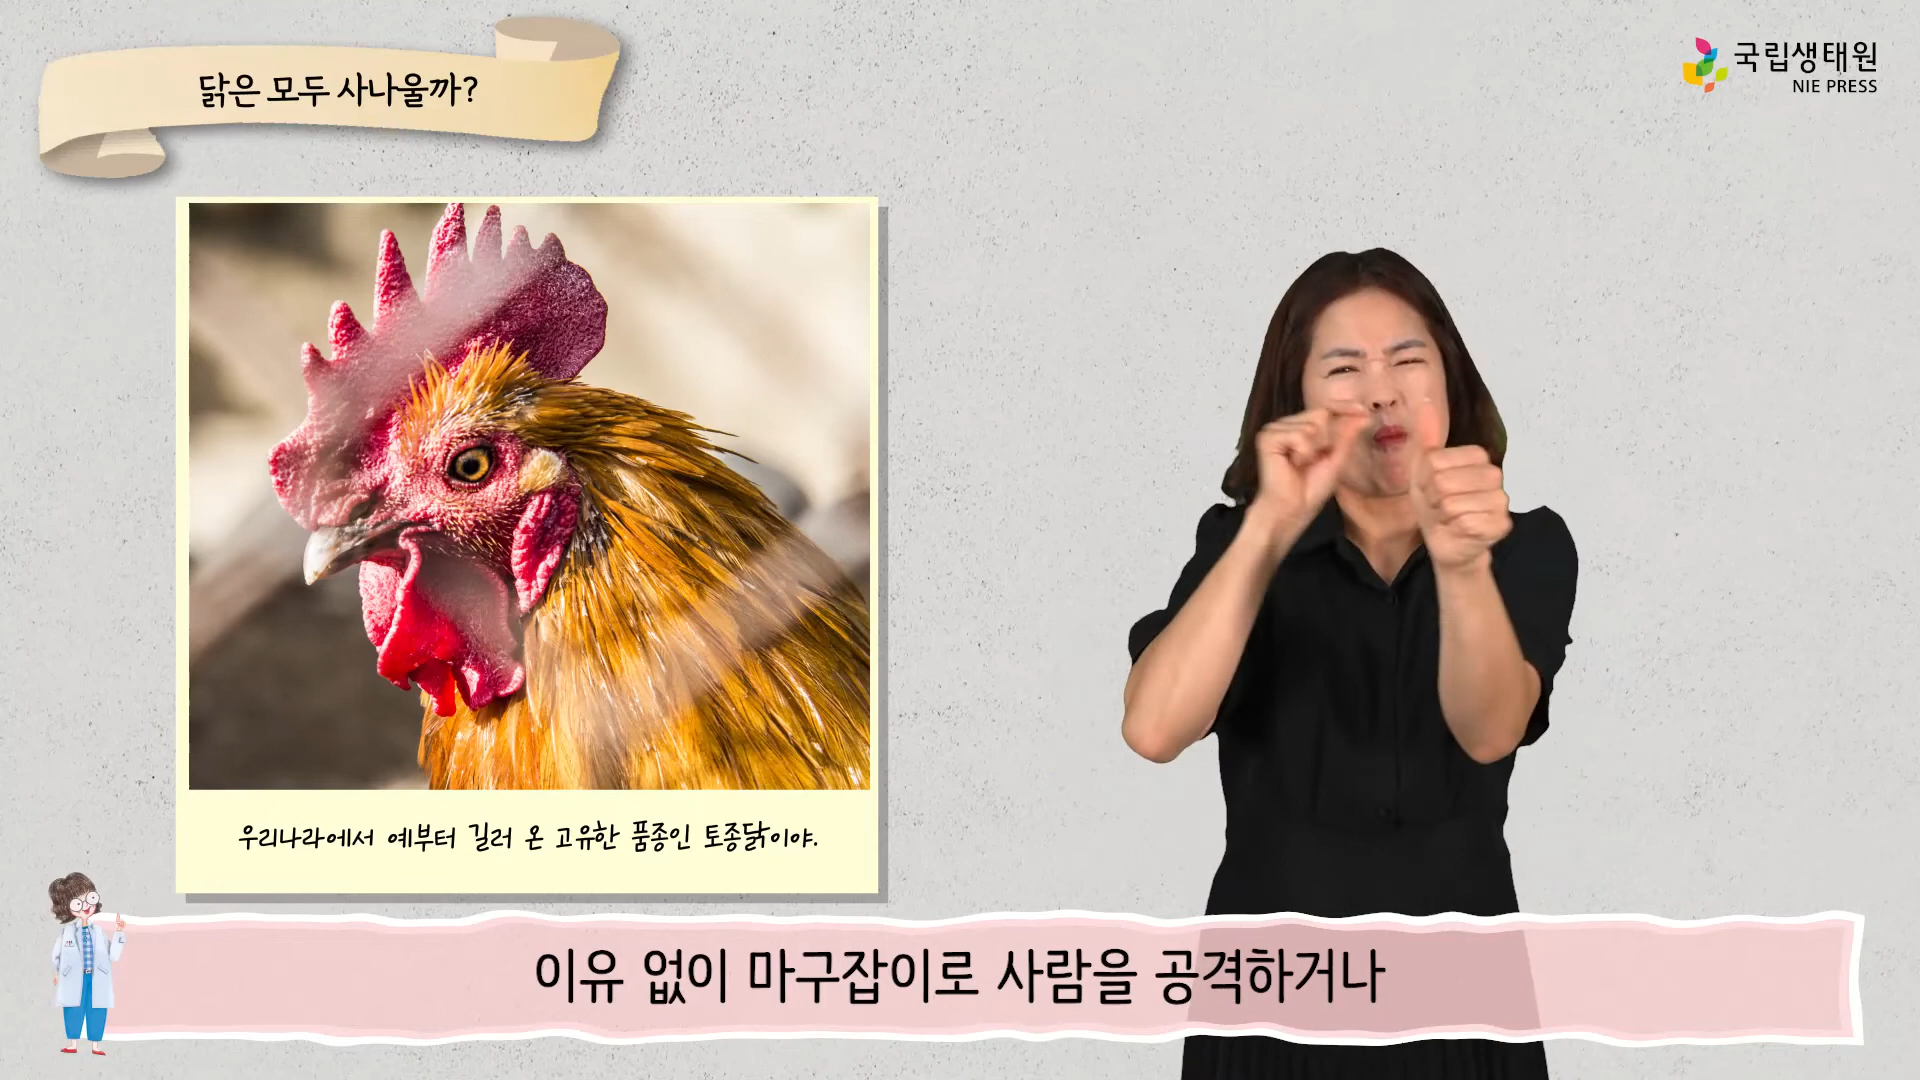 닭은 모두 사나울까?
국립생태원
NIE PRESS
우리나라에서 예부터 길러 온 고유한 품종인 토종닭이야.
이유 없이 마구잡이로 사람을 공격하거나